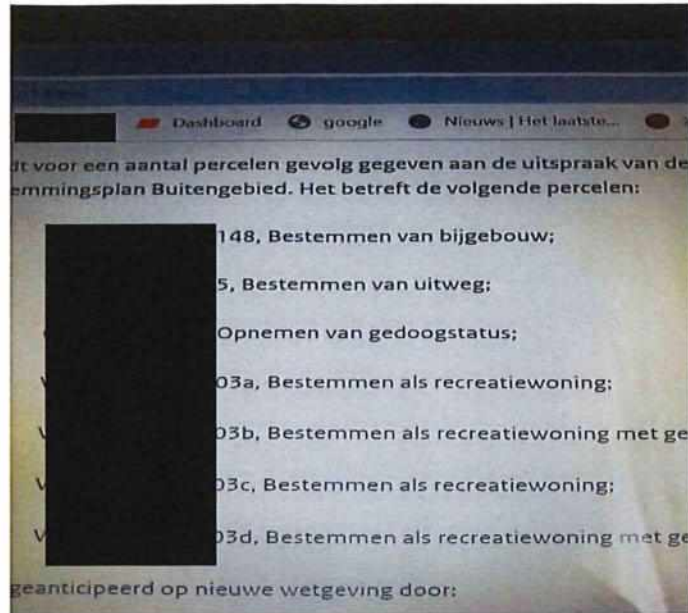 Dashboard google Nieuws | Het laatste...
dt voor een aantal percelen gevolg gegeven aan de uitspraak van de
emmingsplan Buitengebied. Het betreft de volgende percelen:
148, Bestemmen van bijgebouw;
5, Bestemmen van uitweg;
Opnemen van gedoogstatus;
03a, Bestemmen als recreatiewoning;
03b, Bestemmen als recreatiewoning met ge
03c, Bestemmen als recreatiewoning;
03d, Bestemmen als recreatiewoning met ge
geanticipeerd op nieuwe wetgeving door: